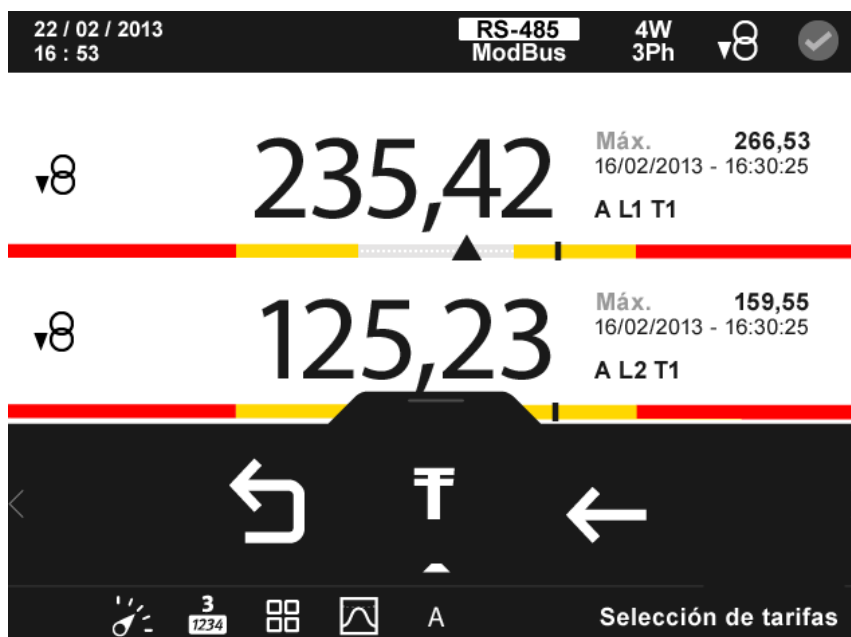 22 / 02 / 2013
16 : 53
RS-485
ModBus
4W
3Ph
235,42
Máx. 266,53
16/02/2013 - 16:30:25
A L1 T1
125,23
Máx. 159,55
16/02/2013 - 16:30:25
A L2 T1
3
1234
A
Selección de tarifas